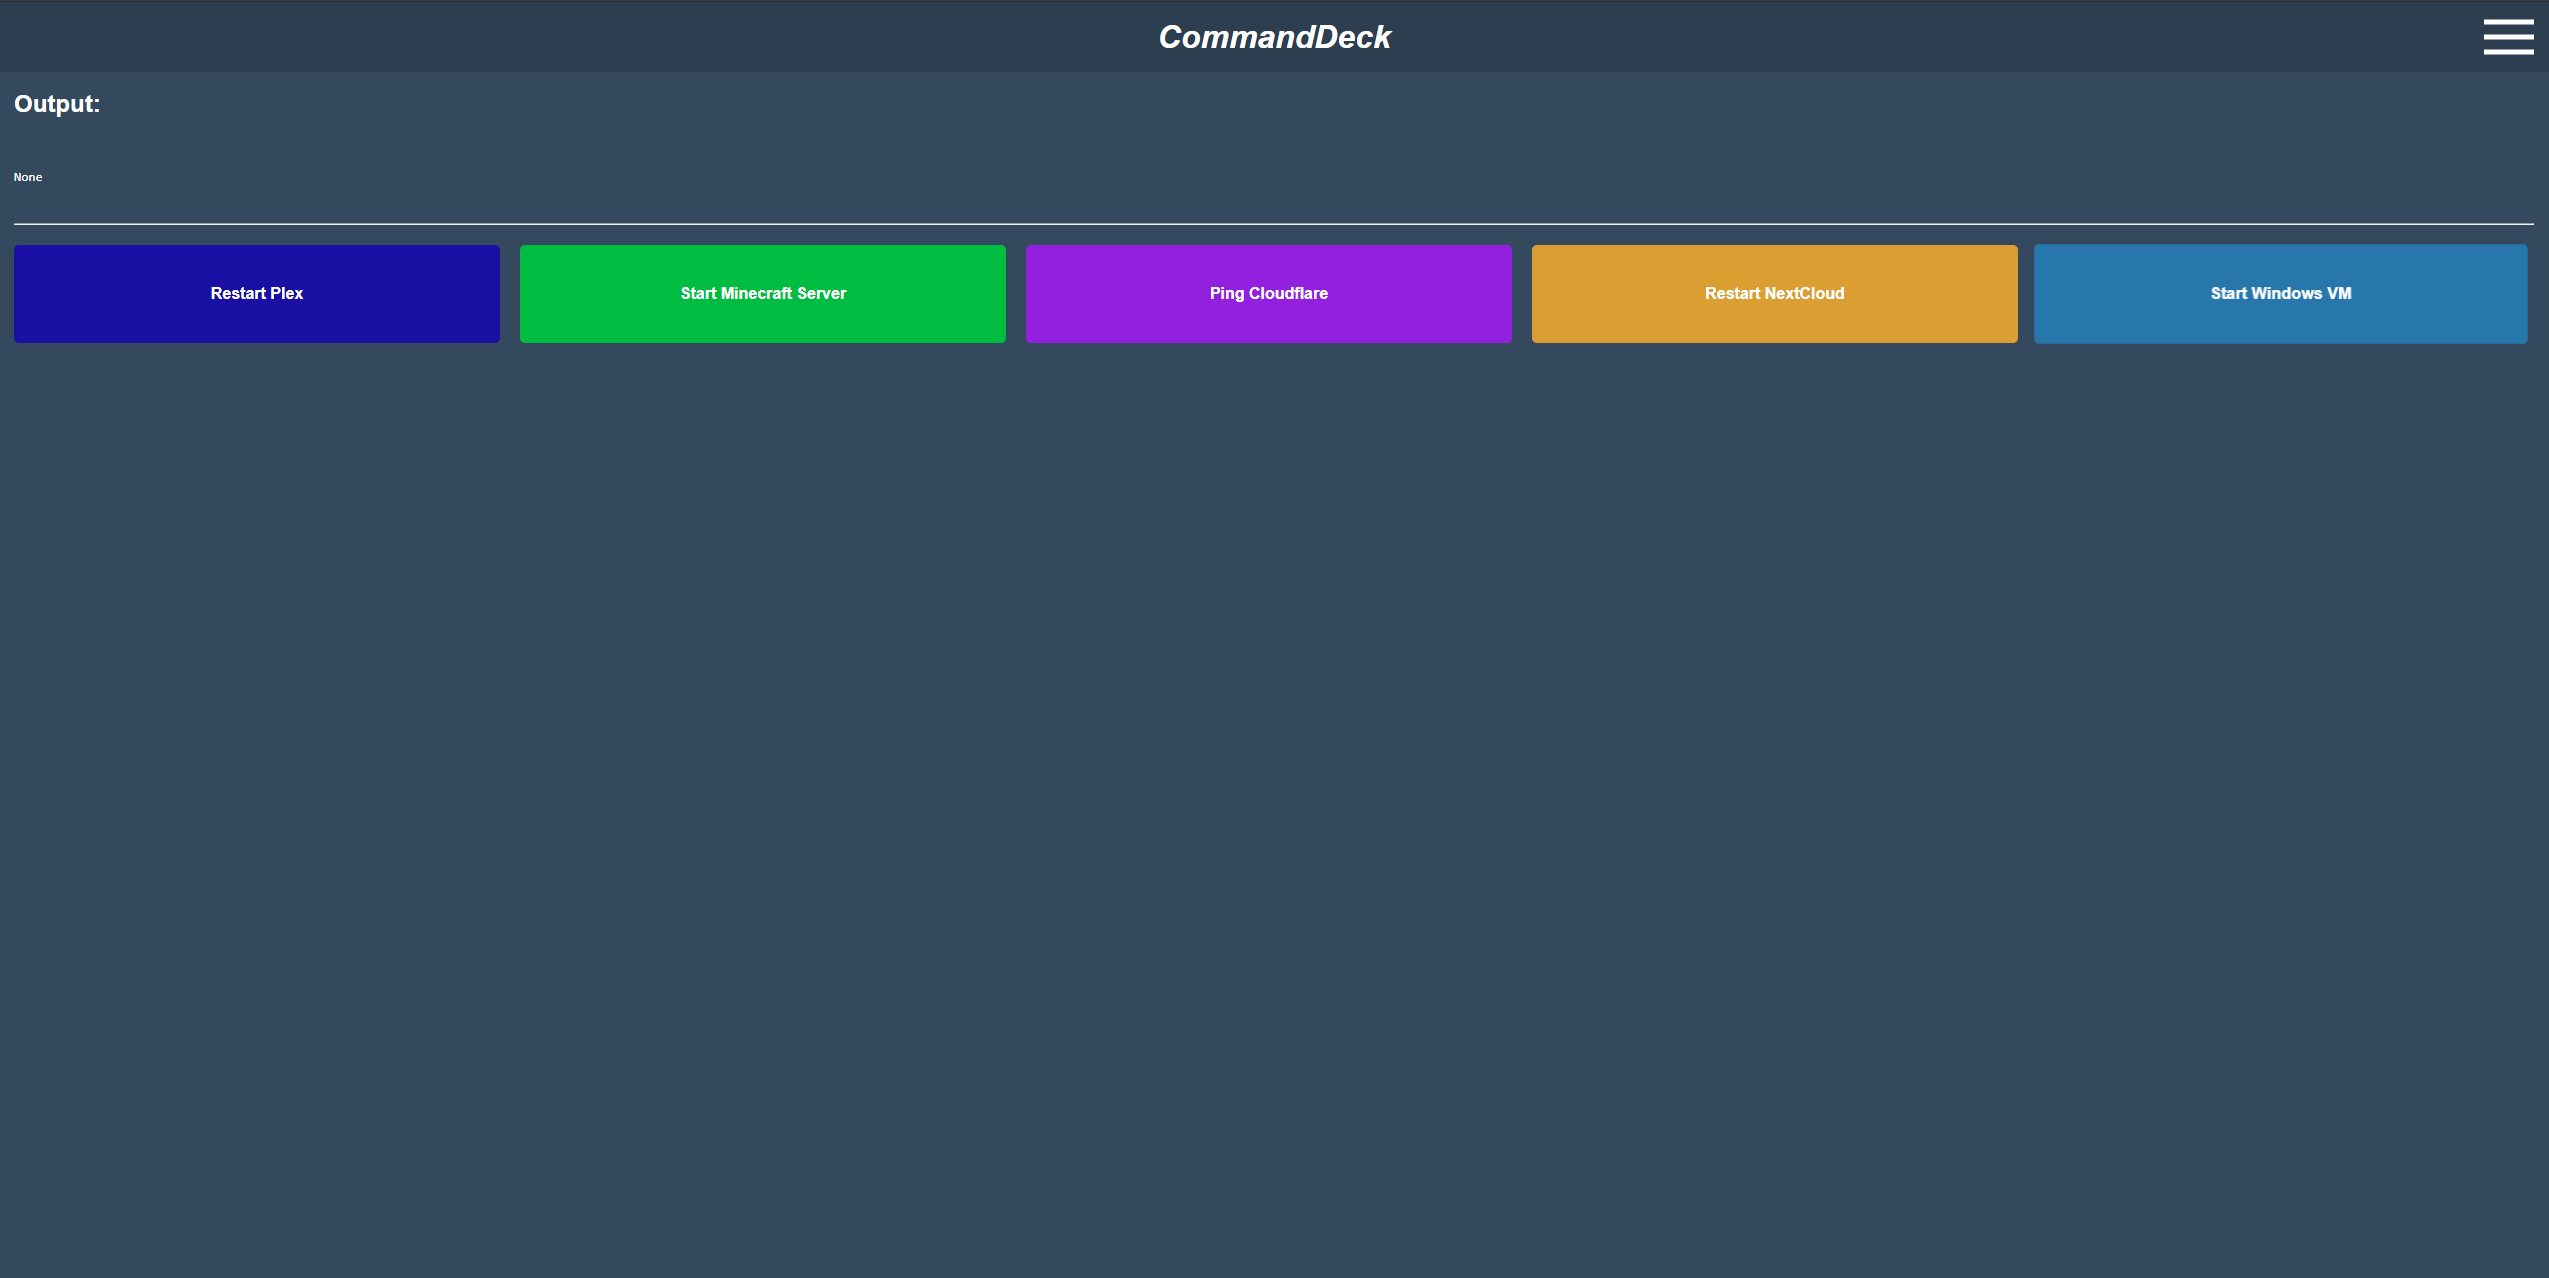 CommandDeck
Output:
None
Restart Plex
Start Minecraft Server
Ping Cloudflare
Restart NextCloud
Start Windows VM